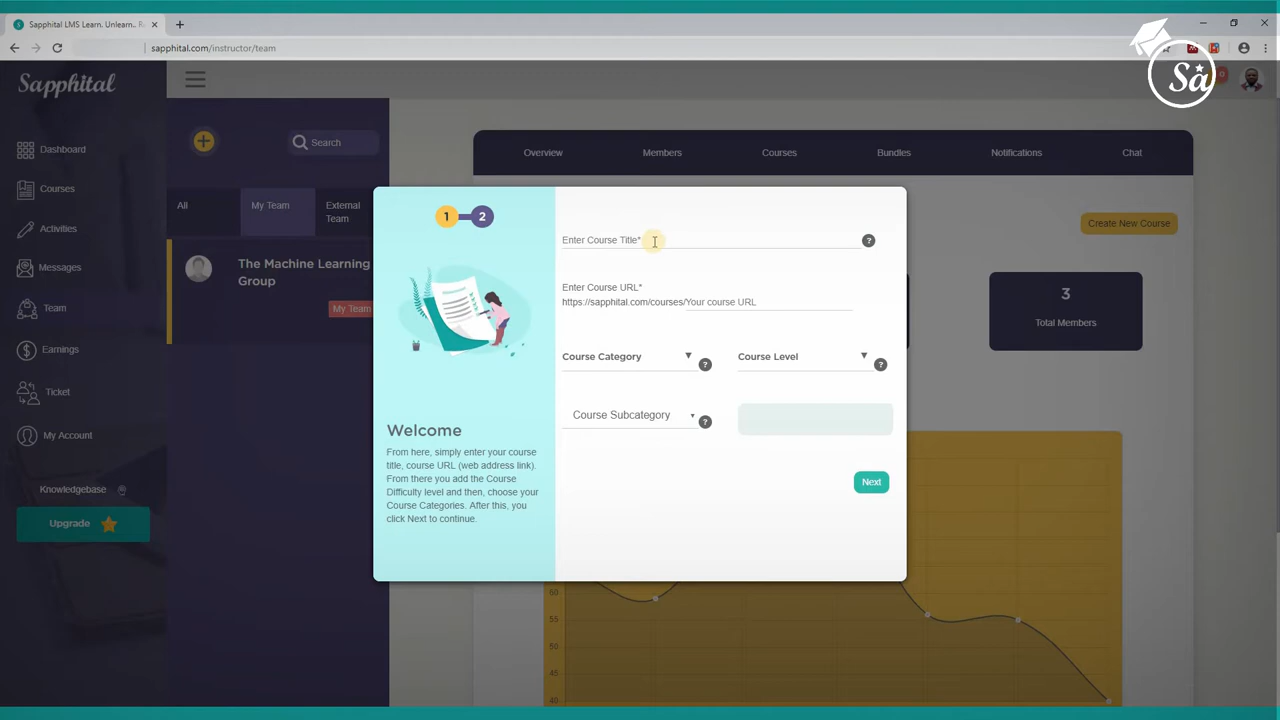 Sapphital LMS Learn. Unlearn.. R
sapphital.com/instructor/team
Sa
Sapphital
0
Dashboard
Courses
Activities
Messages
Team
Earnings
Ticket
My Account
Knowledgebase
Upgrade
Search
All
My Team
External
Team
The Machine Learning
Group
My Team
Overview
Members
Courses
Bundles
Notifications
Chat
Create New Course
3
Total Members
1
2
Welcome
From here, simply enter your course
title, course URL (web address link).
From there you add the Course
Difficulty level and then, choose your
Course Categories. After this, you
click Next to continue.
Enter Course Title*
?
Enter Course URL*
https://sapphital.com/courses/Your course URL
Course Category
?
Course Level
?
Course Subcategory
?
Next
60
55
50
45
40